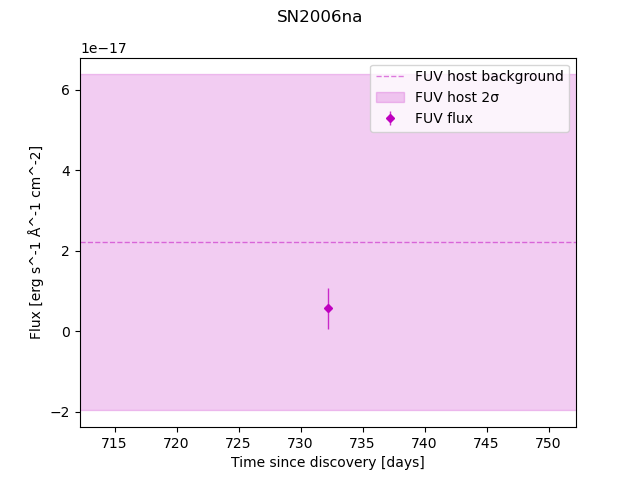 SN2006na
1e−17
FUV host background
FUV host 2σ
FUV flux
6
4
2
0
−2
Flux [erg s^-1 Å^-1 cm^-2]
715 720 725 730 735 740 745 750
Time since discovery [days]